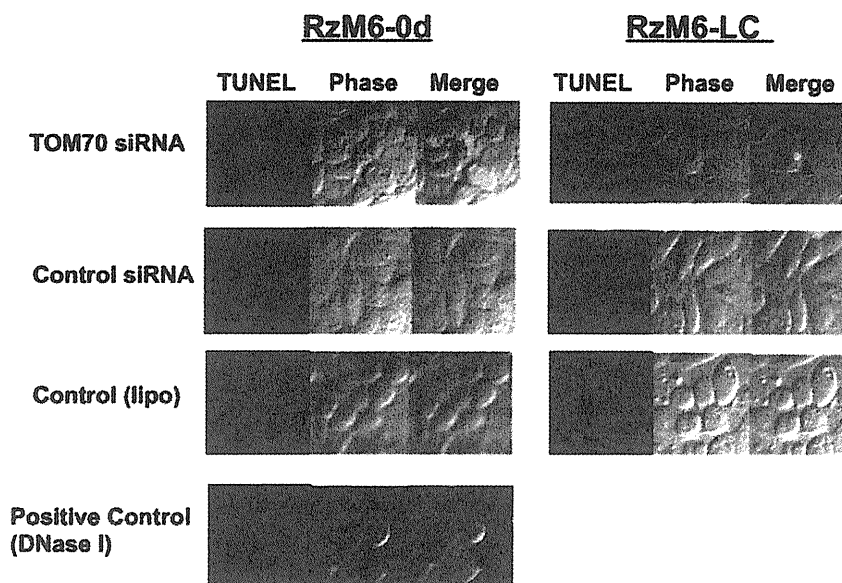 RzM6-0d RzM6-LC
TUNEL Phase Merge TUNEL Phase Merge
TOM70 siRNA
Control siRNA
Control (lipo)
Positive Control
(DNase I)